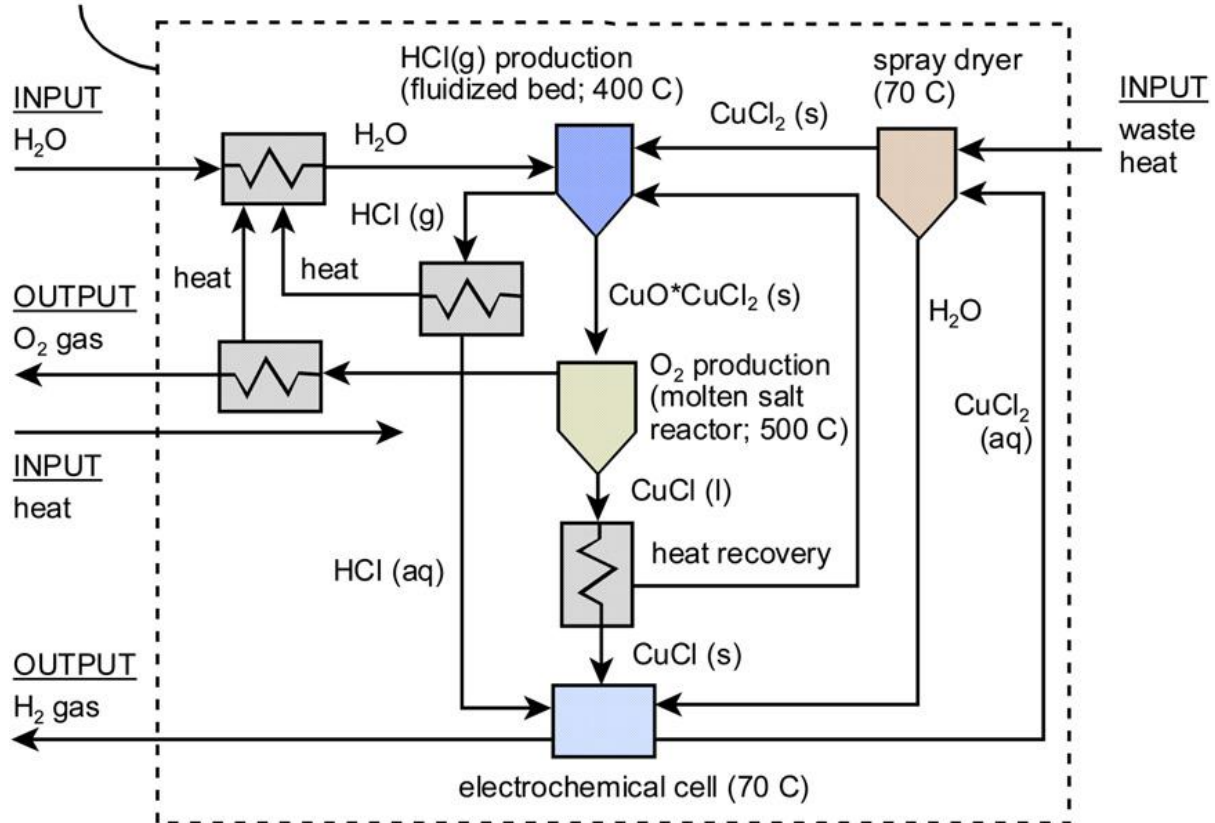 HCl(g) production
(fluidized bed; 400 C)
spray dryer
(70 C)
INPUT
H₂O
H₂O
CuCl₂ (s)
INPUT
waste
heat
HCl (g)
heat
heat
CuO*CuCl₂ (s)
H₂O
OUTPUT
O₂ gas
O₂ production
(molten salt
reactor; 500 C)
CuCl₂
(aq)
INPUT
heat
CuCl (l)
heat recovery
HCl (aq)
CuCl (s)
OUTPUT
H₂ gas
electrochemical cell (70 C)